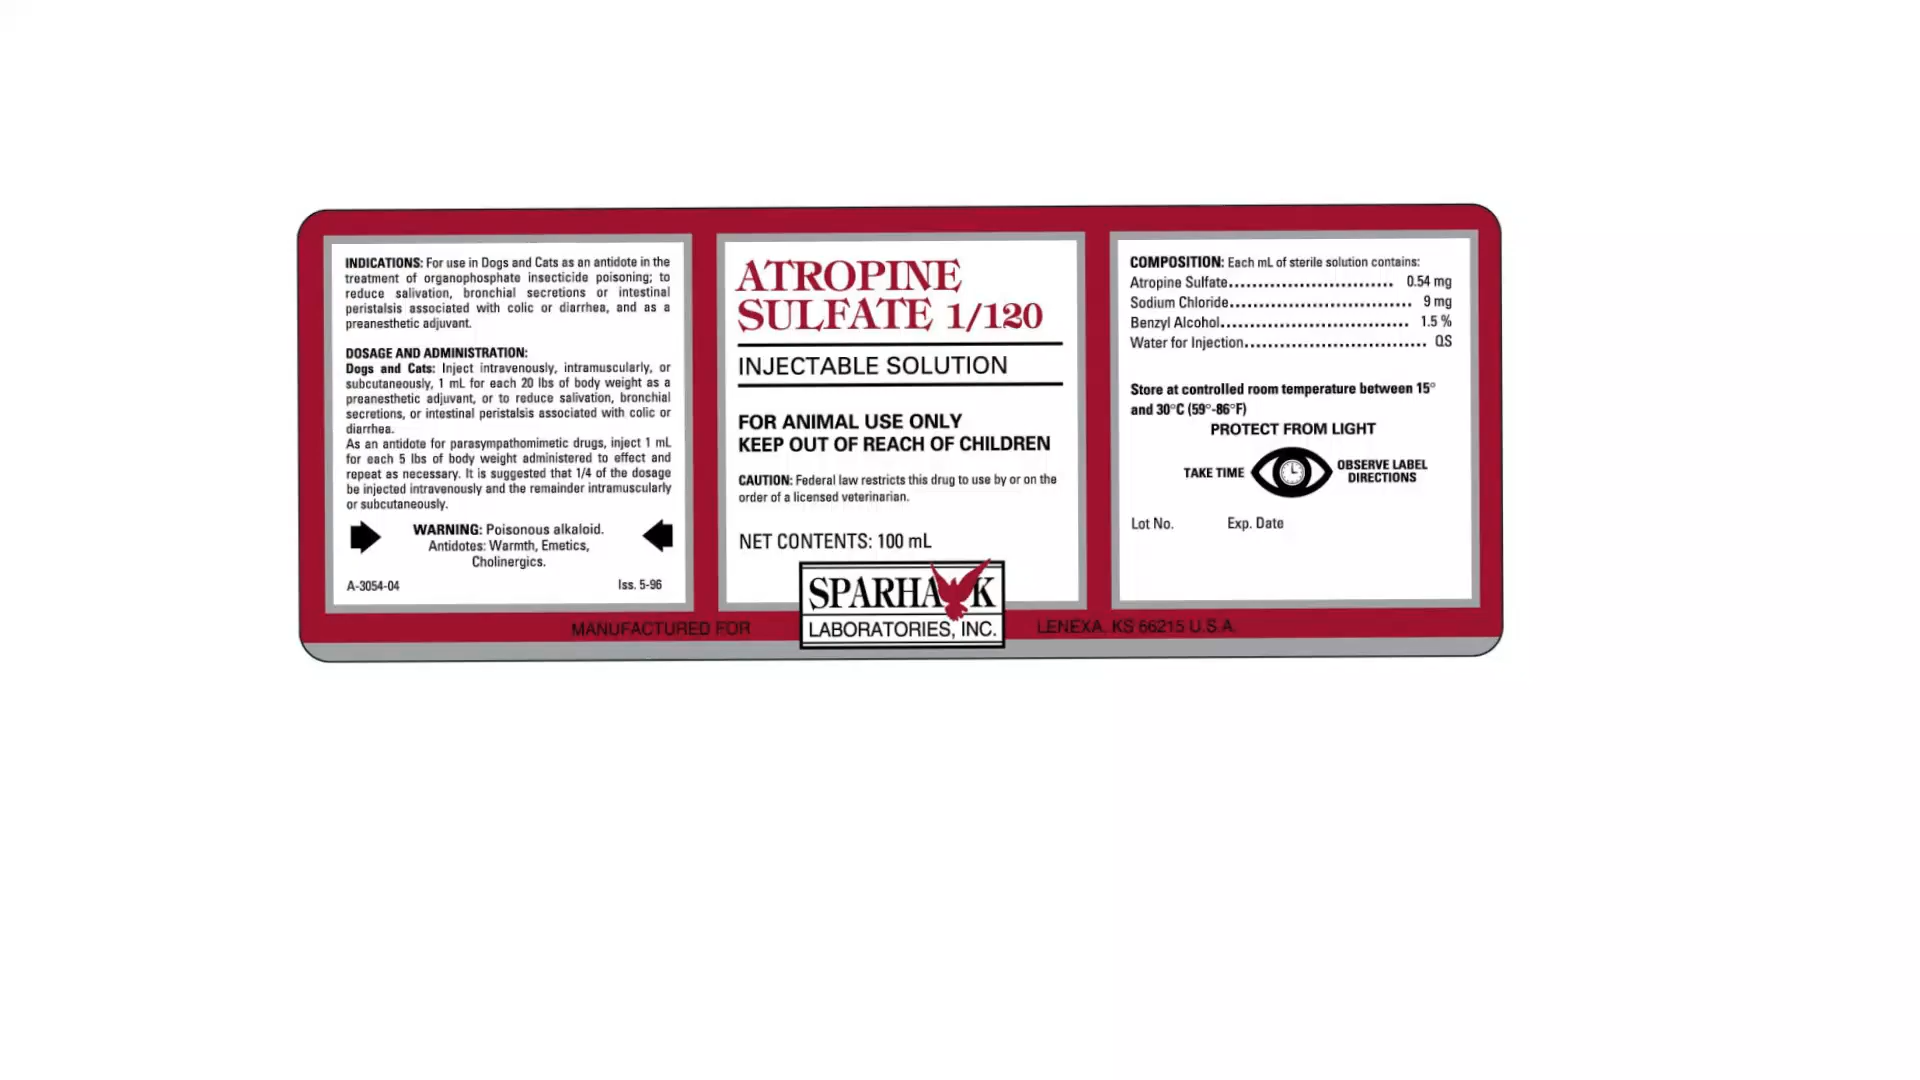 INDICATIONS: For use in Dogs and Cats as an antidote in the
treatment of organophosphate insecticide poisoning; to
reduce salivation, bronchial secretions or intestinal
peristalsis associated with colic or diarrhea, and as a
preanesthetic adjuvant.
DOSAGE AND ADMINISTRATION:
Dogs and Cats: Inject intravenously, intramuscularly, or
subcutaneously, 1 mL for each 20 lbs of body weight as a
preanesthetic adjuvant, or to reduce salivation, bronchial
secretions, or intestinal peristalsis associated with colic or
diarrhea.
As an antidote for parasympathomimetic drugs, inject 1 mL
for each 5 lbs of body weight administered to effect and
repeat as necessary. It is suggested that 1/4 of the dosage
be injected intravenously and the remainder intramuscularly
or subcutaneously.
WARNING: Poisonous alkaloid.
Antidotes: Warmth, Emetics,
Cholinergics.
A-3054-04 Iss. 5-96
ATROPINE
SULFATE 1/120
INJECTABLE SOLUTION
FOR ANIMAL USE ONLY
KEEP OUT OF REACH OF CHILDREN
CAUTION: Federal law restricts this drug to use by or on the
order of a licensed veterinarian.
NET CONTENTS: 100 mL
COMPOSITION: Each mL of sterile solution contains:
Atropine Sulfate............................ 0.54 mg
Sodium Chloride............................... 9 mg
Benzyl Alcohol................................ 1.5 %
Water for Injection............................... QS
Store at controlled room temperature between 15°
and 30°C (59°-86°F)
PROTECT FROM LIGHT
TAKE TIME OBSERVE LABEL
DIRECTIONS
Lot No. Exp. Date
MANUFACTURED FOR
SPARHAWK
LABORATORIES, INC.
LENEXA, KS 66215 U.S.A.